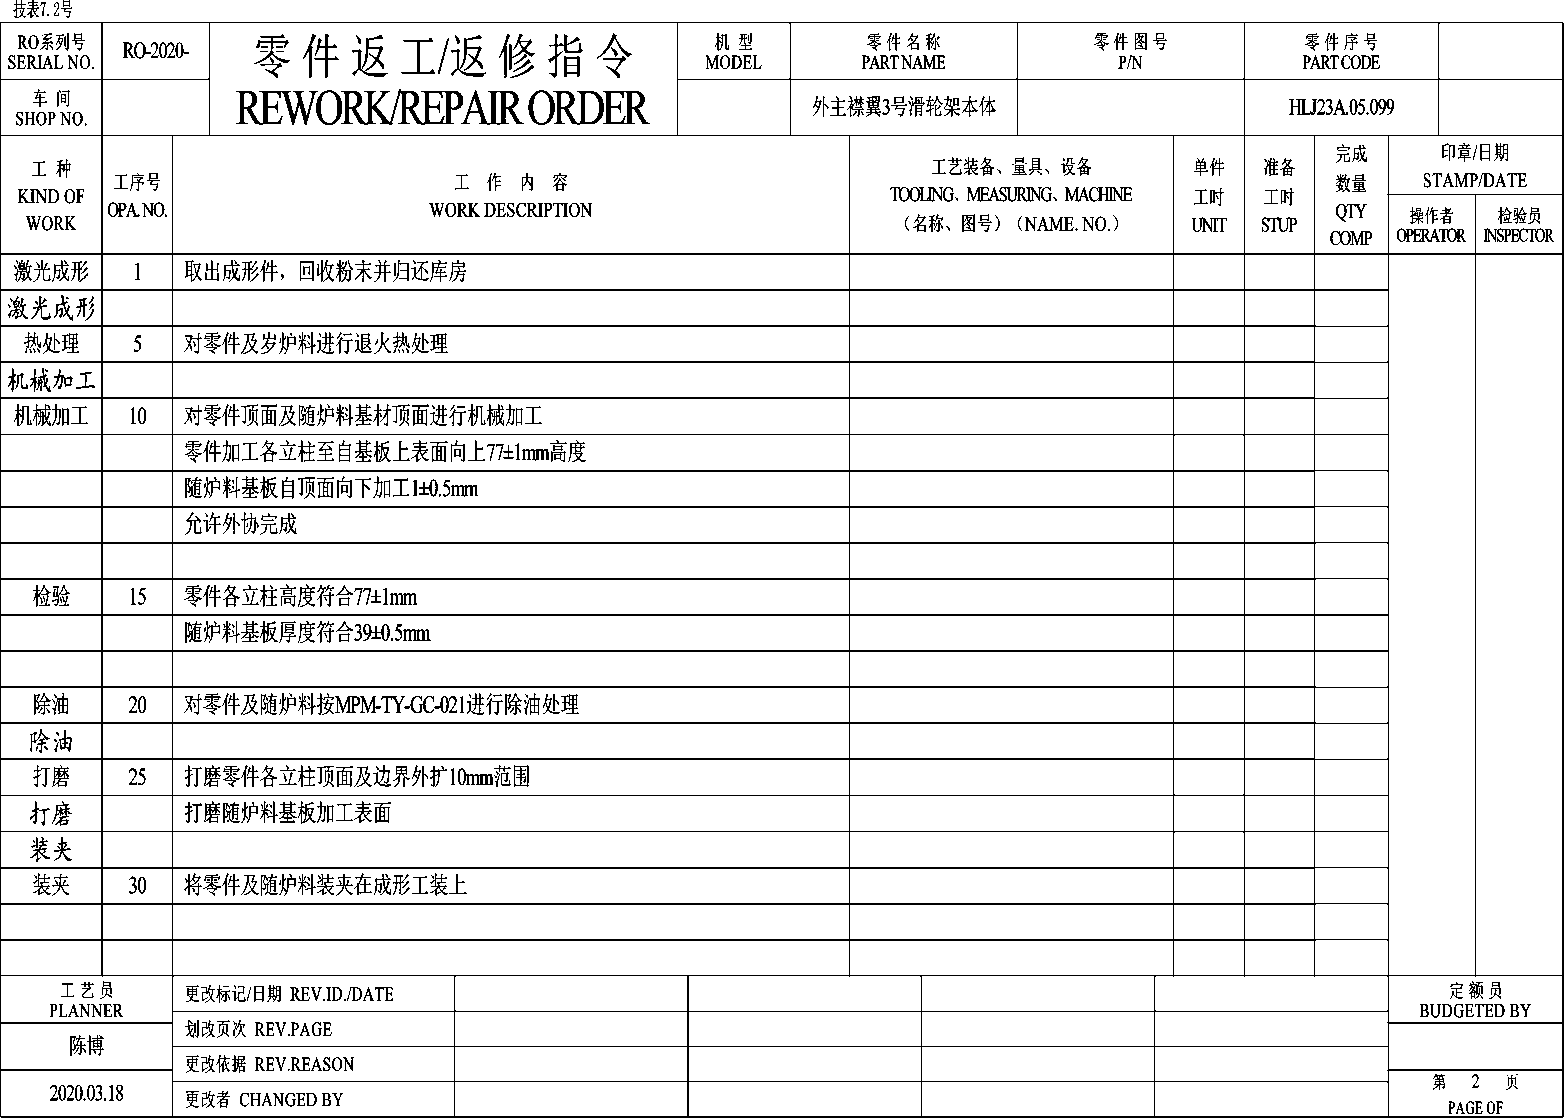 技表7.2号
RO系列号
SERIAL NO.
RO-2020-
零件返工/返修指令
REWORK/REPAIR ORDER
机 型
MODEL
零 件 名 称
PART NAME
零 件 图 号
P/N
零 件 序 号
PART CODE
车 间
SHOP NO.
外主襟翼3号滑轮架本体
HLJ23A.05.099
工 种
KIND OF
WORK
工序号
OPA. NO.
工 作 内 容
WORK DESCRIPTION
工艺装备、量具、设备
TOOLING、MEASURING、MACHINE
（名称、图号）（NAME. NO.）
单件
工时
UNIT
准备
工时
STUP
完成
数量
QTY
COMP
印章/日期
STAMP/DATE
操作者
OPERATOR
检验员
INSPECTOR
激光成形 1 取出成形件，回收粉末并归还库房
激光成形
热处理 5 对零件及岁炉料进行退火热处理
机械加工
机械加工 10 对零件顶面及随炉料基材顶面进行机械加工
零件加工各立柱至自基板上表面向上77±1mm高度
随炉料基板自顶面向下加工1±0.5mm
允许外协完成
检验 15 零件各立柱高度符合77±1mm
随炉料基板厚度符合39±0.5mm
除油 20 对零件及随炉料按MPM-TY-GC-021进行除油处理
除油
打磨 25 打磨零件各立柱顶面及边界外扩10mm范围
打磨 打磨随炉料基板加工表面
装夹
装夹 30 将零件及随炉料装夹在成形工装上
工 艺 员
PLANNER
陈博
2020.03.18
更改标记/日期 REV.ID./DATE
划改页次 REV.PAGE
更改依据 REV.REASON
更改者 CHANGED BY
定 额 员
BUDGETED BY
第 2 页
PAGE OF